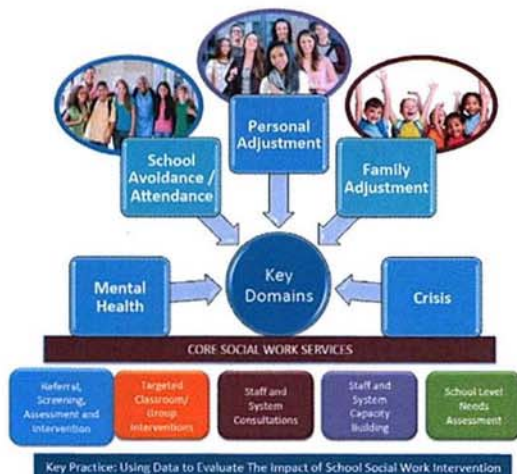 Personal
Adjustment
School
Avoidance /
Attendance
Family
Adjustment
Mental
Health
Key
Domains
Crisis
CORE SOCIAL WORK SERVICES
Referral,
Screening,
Assessment and
Intervention
Targeted
Classroom/
Group
Interventions
Staff and
System
Consultations
Staff and
System
Capacity
Building
School Level
Needs
Assessment
Key Practice: Using Data to Evaluate The Impact of School Social Work Intervention